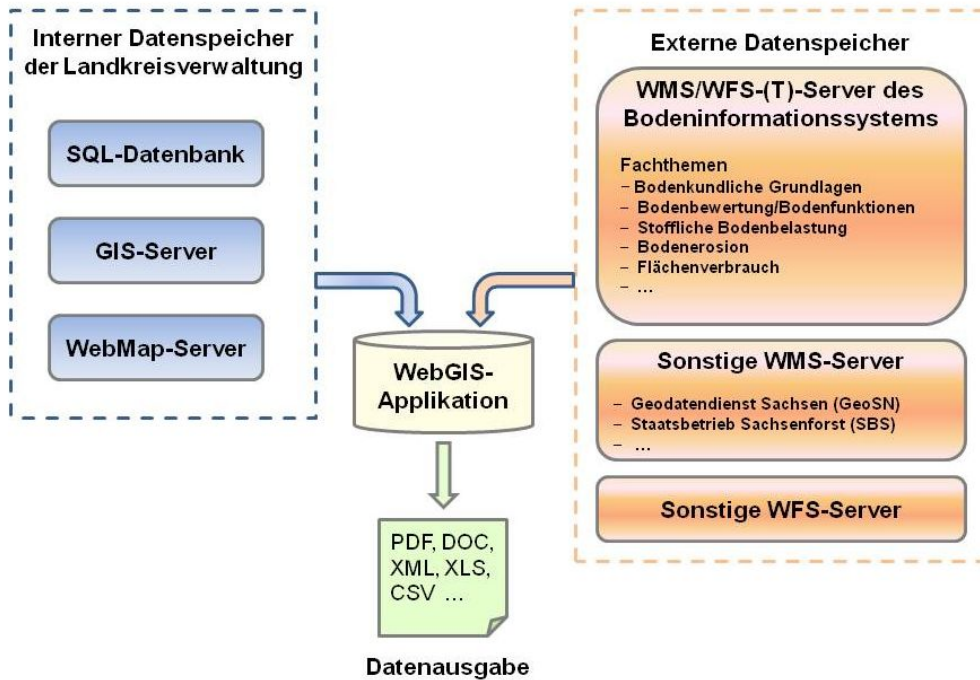 Interner Datenspeicher
der Landkreisverwaltung
SQL-Datenbank
GIS-Server
WebMap-Server
Externe Datenspeicher
WMS/WFS-(T)-Server des
Bodeninformationssystems
Fachthemen
– Bodenkundliche Grundlagen
– Bodenbewertung/Bodenfunktionen
– Stoffliche Bodenbelastung
– Bodenerosion
– Flächenverbrauch
– ...
Sonstige WMS-Server
– Geodatendienst Sachsen (GeoSN)
– Staatsbetrieb Sachsenforst (SBS)
– ...
Sonstige WFS-Server
WebGIS-
Applikation
PDF, DOC,
XML, XLS,
CSV ...
Datenausgabe